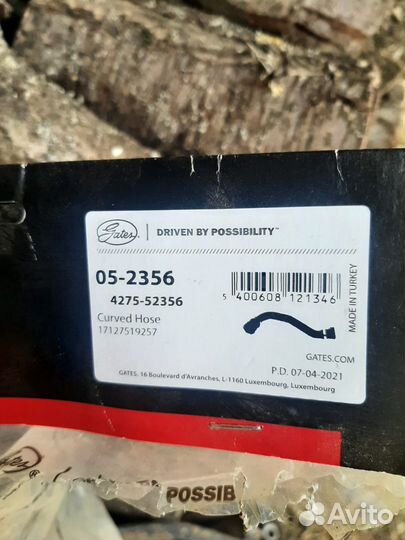 Gates | DRIVEN BY POSSIBILITY™
05-2356
4275-52356
Curved Hose
17127519257
5 400608 121346
MADE IN TURKEY
GATES.COM
P.D. 07-04-2021
GATES, 16 Boulevard d'Avranches, L-1160 Luxembourg, Luxembourg
Gates
POSSIB
Avito